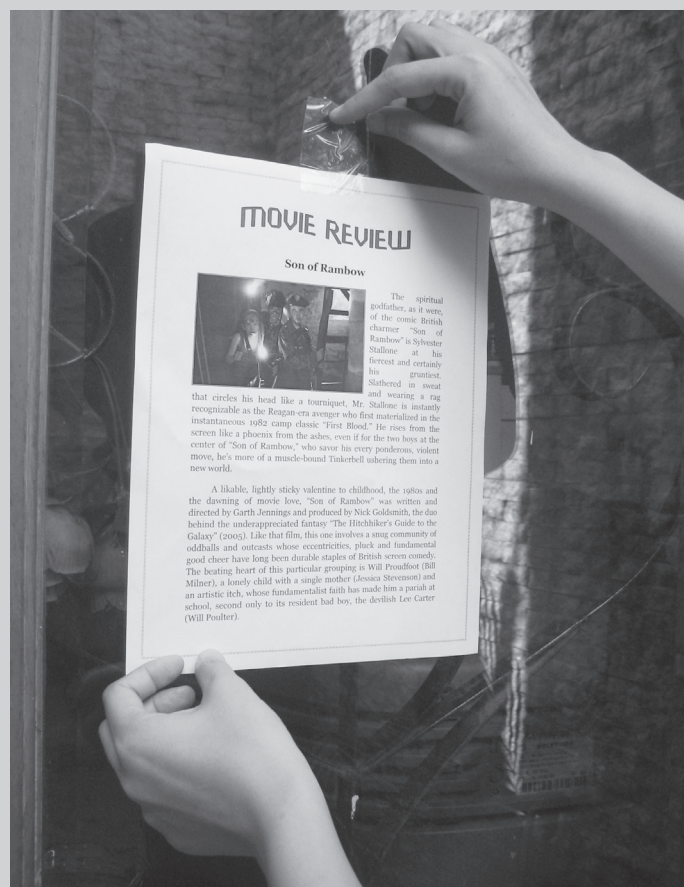 MOVIE REVIEW
Son of Rambow
The spiritual
godfather, as it were,
of the comic British
charmer "Son of
Rambow" is Sylvester
Stallone at his
fiercest and certainly
his gruntiest.
Slathered in sweat
and wearing a rag
that circles his head like a tourniquet, Mr. Stallone is instantly
recognizable as the Reagan-era avenger who first materialized in the
instantaneous 1982 camp classic "First Blood." He rises from the
screen like a phoenix from the ashes, even if for the two boys at the
center of "Son of Rambow," who savor his every ponderous, violent
move, he's more of a muscle-bound Tinkerbell ushering them into a
new world.
A likable, lightly sticky valentine to childhood, the 1980s and
the dawning of movie love, "Son of Rambow" was written and
directed by Garth Jennings and produced by Nick Goldsmith, the duo
behind the underappreciated fantasy "The Hitchhiker's Guide to the
Galaxy" (2005). Like that film, this one involves a snug community of
oddballs and outcasts whose eccentricities, pluck and fundamental
good cheer have long been durable staples of British screen comedy.
The beating heart of this particular grouping is Will Proudfoot (Bill
Milner), a lonely child with a single mother (Jessica Stevenson) and
an artistic itch, whose fundamentalist faith has made him a pariah at
school, second only to its resident bad boy, the devilish Lee Carter
(Will Poulter).